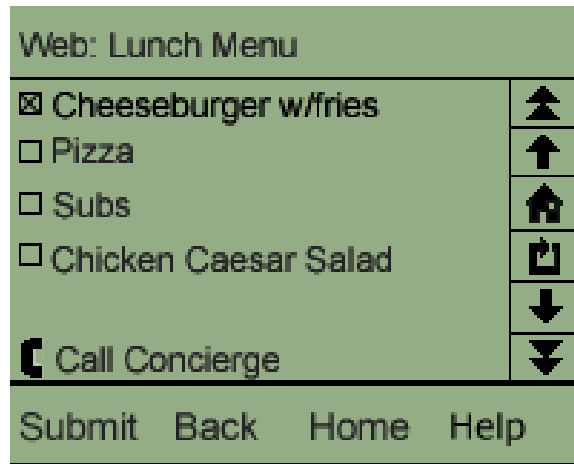 Web: Lunch Menu
Cheeseburger w/fries
Pizza
Subs
Chicken Caesar Salad
Call Concierge
Submit Back Home Help